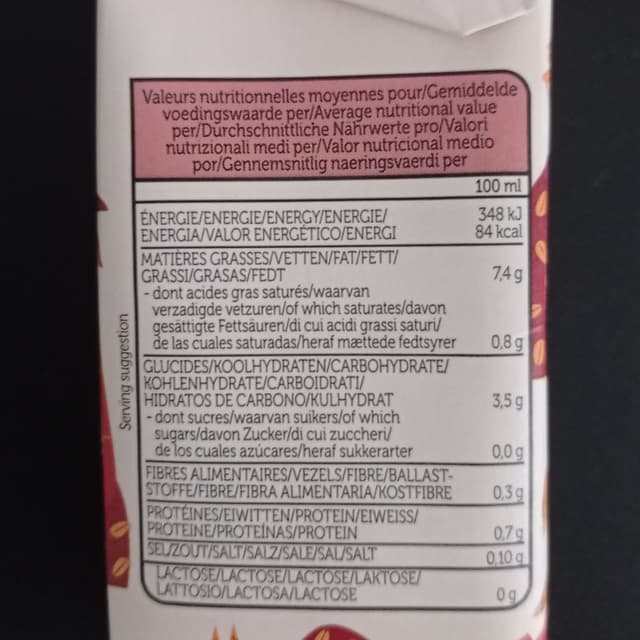 Valeurs nutritionnelles moyennes pour/Gemiddelde
voedingswaarde per/Average nutritional value
per/Durchschnittliche Nährwerte pro/Valori
nutrizionali medi per/Valor nutricional medio
por/Gennemsnitlig naeringsvaerdi per
100 ml
ÉNERGIE/ENERGIE/ENERGY/ENERGIE/
ENERGIA/VALOR ENERGÉTICO/ENERGI
348 kJ
84 kcal
MATIÈRES GRASSES/VETTEN/FAT/FETT/
GRASSI/GRASAS/FEDT
7,4 g
- dont acides gras saturés/waarvan
verzadigde vetzuren/of which saturates/davon
gesättigte Fettsäuren/di cui acidi grassi saturi/
de las cuales saturadas/heraf mættede fedtsyrer
0,8 g
GLUCIDES/KOOLHYDRATEN/CARBOHYDRATE/
KOHLENHYDRATE/CARBOIDRATI/
HIDRATOS DE CARBONO/KULHYDRAT
3,5 g
- dont sucres/waarvan suikers/of which
sugars/davon Zucker/di cui zuccheri/
de los cuales azúcares/heraf sukkerarter
0,0 g
FIBRES ALIMENTAIRES/VEZELS/FIBRE/BALLAST-
STOFFE/FIBRE/FIBRA ALIMENTARIA/KOSTFIBRE
0,3 g
PROTÉINES/EIWITTEN/PROTEIN/EIWEISS/
PROTEINE/PROTEÍNAS/PROTEIN
0,7 g
SEL/ZOUT/SALT/SALZ/SALE/SAL/SALT
0,10 g
LACTOSE/LACTOSE/LACTOSE/LAKTOSE/
LATTOSIO/LACTOSA/LACTOSE
0 g
Serving suggestion